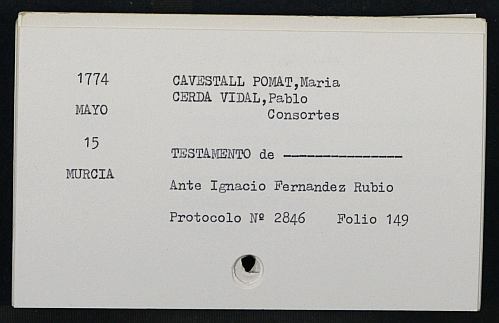 1774
MAYO
15
MURCIA
CAVESTALL POMAT,Maria
CERDA VIDAL,Pablo
Consortes
TESTAMENTO de ---------------
Ante Ignacio Fernandez Rubio
Protocolo Nº 2846 Folio 149